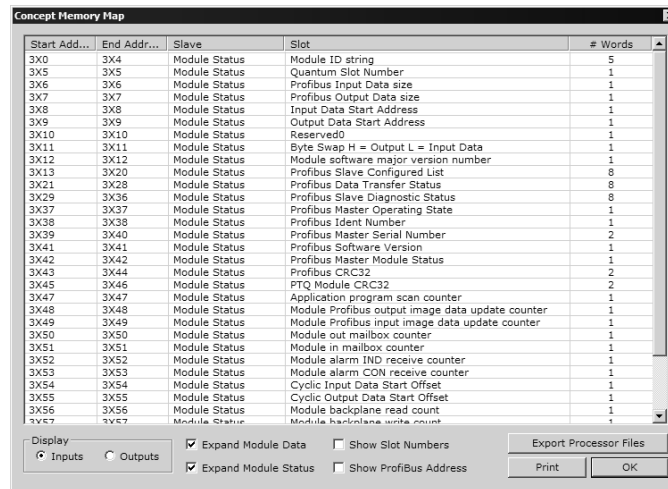 Concept Memory Map
Start Add... End Addr... Slave Slot # Words
3X0 3X4 Module Status Module ID string 5
3X5 3X5 Module Status Quantum Slot Number 1
3X6 3X6 Module Status Profibus Input Data size 1
3X7 3X7 Module Status Profibus Output Data size 1
3X8 3X8 Module Status Input Data Start Address 1
3X9 3X9 Module Status Output Data Start Address 1
3X10 3X10 Module Status Reserved0 1
3X11 3X11 Module Status Byte Swap H = Output L = Input Data 1
3X12 3X12 Module Status Module software major version number 1
3X13 3X20 Module Status Profibus Slave Configured List 8
3X21 3X28 Module Status Profibus Data Transfer Status 8
3X29 3X36 Module Status Profibus Slave Diagnostic Status 8
3X37 3X37 Module Status Profibus Master Operating State 1
3X38 3X38 Module Status Profibus Ident Number 1
3X39 3X40 Module Status Profibus Master Serial Number 2
3X41 3X41 Module Status Profibus Software Version 1
3X42 3X42 Module Status Profibus Master Module Status 1
3X43 3X44 Module Status Profibus CRC32 2
3X45 3X46 Module Status PTQ Module CRC32 2
3X47 3X47 Module Status Application program scan counter 1
3X48 3X48 Module Status Module Profibus output image data update counter 1
3X49 3X49 Module Status Module Profibus input image data update counter 1
3X50 3X50 Module Status Module out mailbox counter 1
3X51 3X51 Module Status Module in mailbox counter 1
3X52 3X52 Module Status Module alarm IND receive counter 1
3X53 3X53 Module Status Module alarm CON receive counter 1
3X54 3X54 Module Status Cyclic Input Data Start Offset 1
3X55 3X55 Module Status Cyclic Output Data Start Offset 1
3X56 3X56 Module Status Module backplane read count 1
3X57 3X57 Module Status Module backplane write count 1
Display
Inputs Outputs
Expand Module Data Show Slot Numbers Export Processor Files
Expand Module Status Show ProfiBus Address Print OK